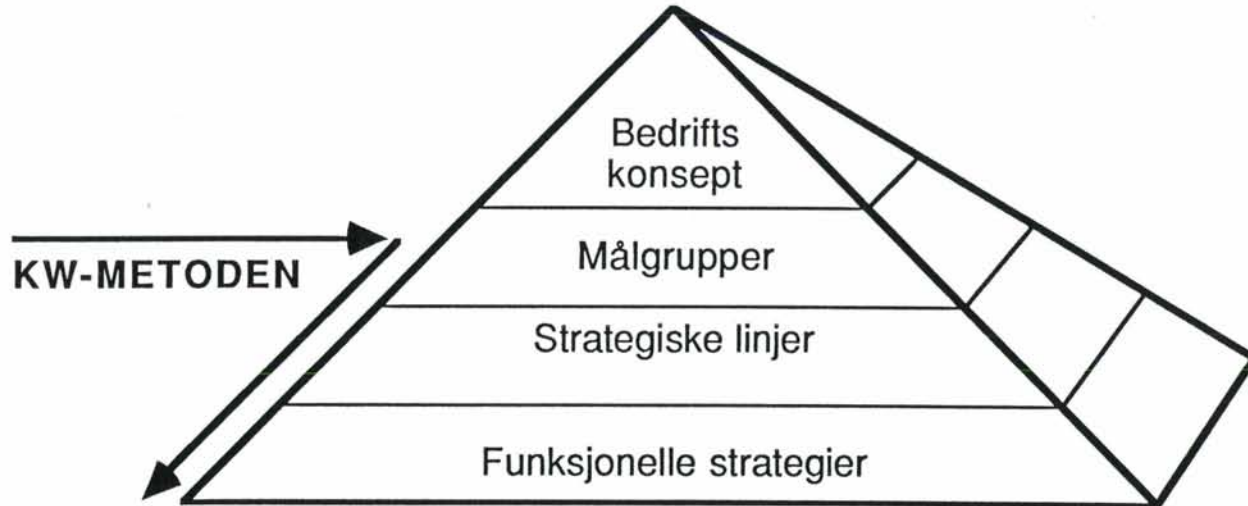 Bedrifts
konsept
KW-METODEN
Målgrupper
Strategiske linjer
Funksjonelle strategier